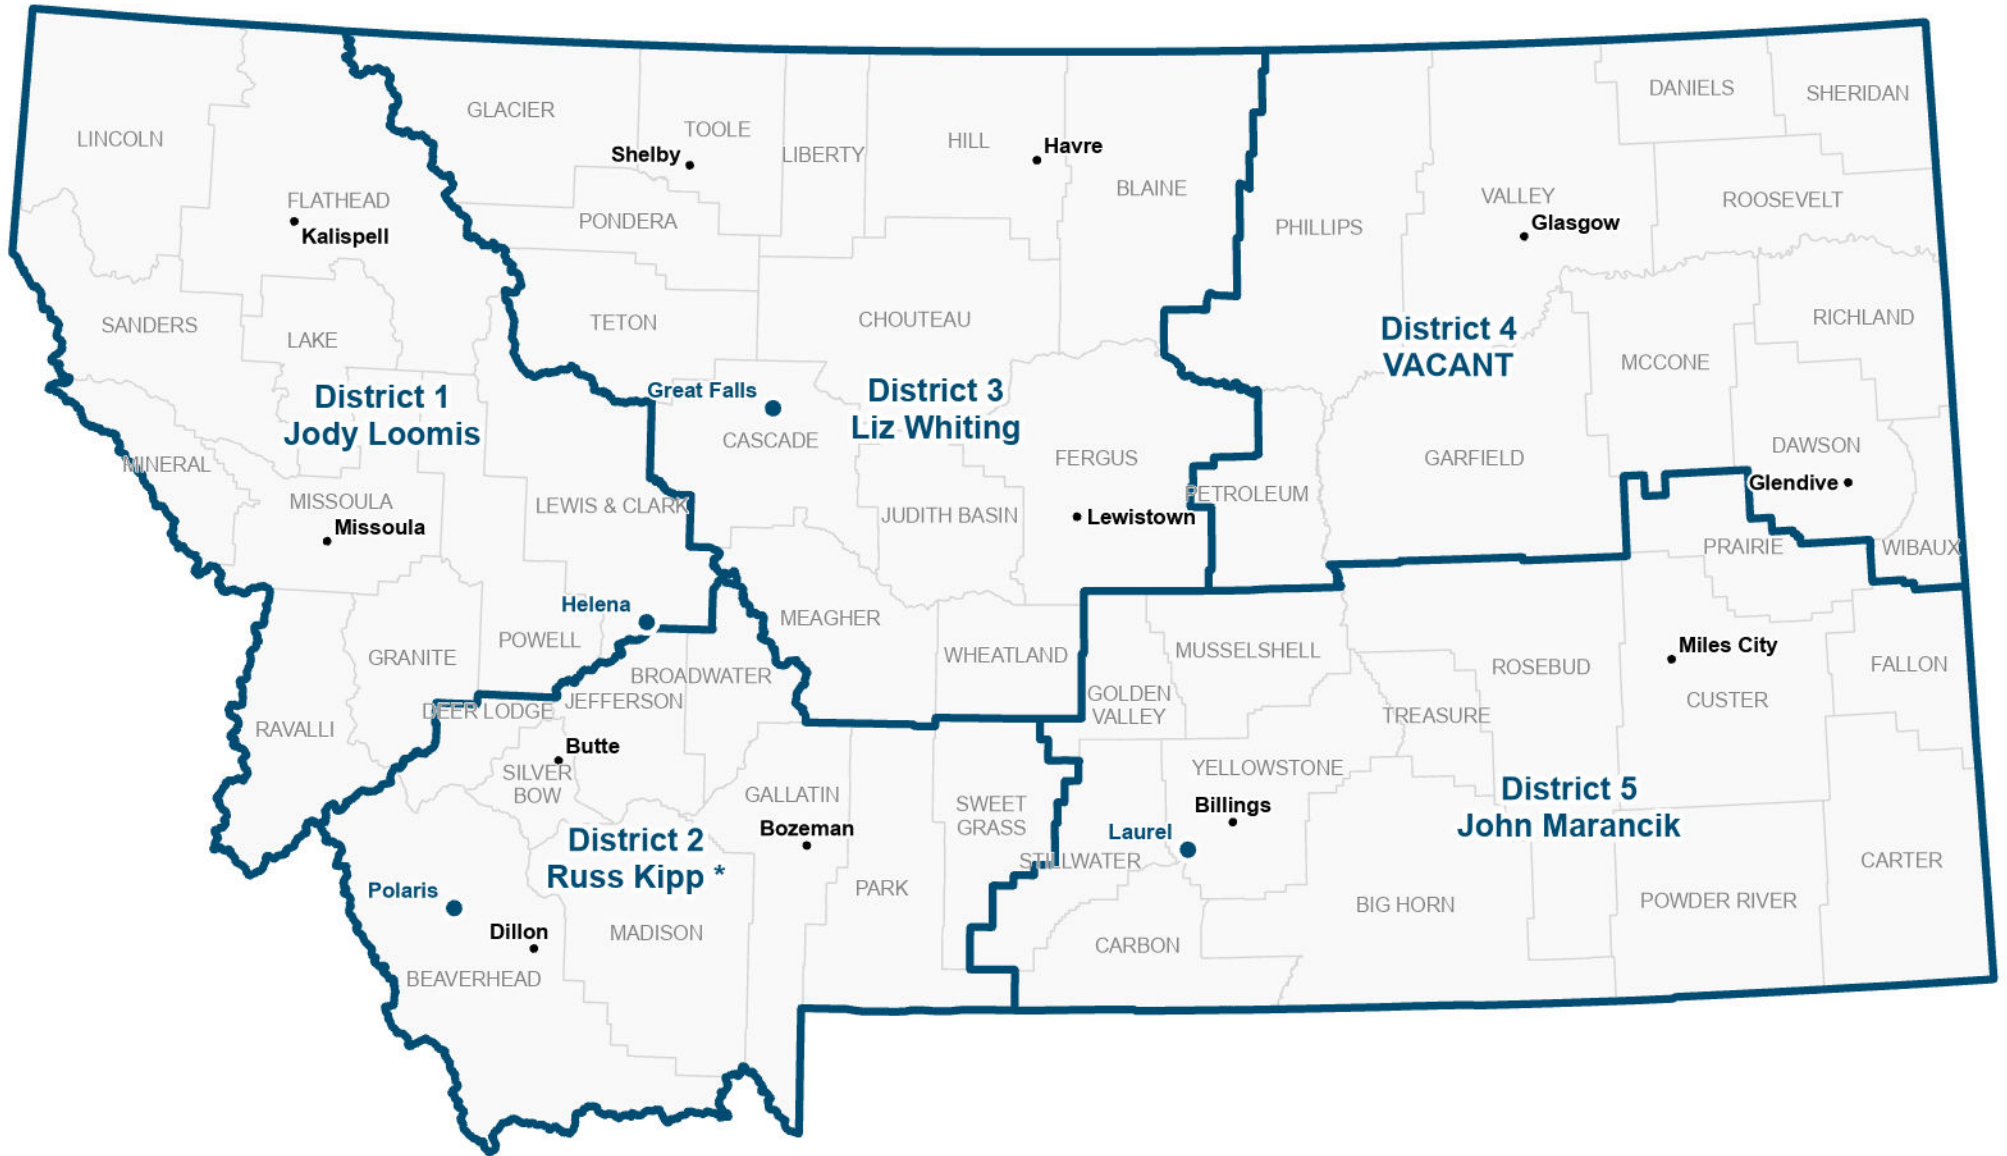 LINCOLN
FLATHEAD
Kalispell
GLACIER
TOOLE
Shelby
LIBERTY
HILL
Havre
BLAINE
PHILLIPS
VALLEY
Glasgow
DANIELS
SHERIDAN
ROOSEVELT
PONDERA
SANDERS
LAKE
TETON
CHOUTEAU
District 4
VACANT
MCCONE
RICHLAND
District 1
Jody Loomis
Great Falls
CASCADE
District 3
Liz Whiting
FERGUS
GARFIELD
DAWSON
Glendive
MINERAL
MISSOULA
Missoula
LEWIS & CLARK
JUDITH BASIN
Lewistown
PETROLEUM
PRAIRIE
WIBAUX
Helena
POWELL
GRANITE
MEAGHER
WHEATLAND
BROADWATER
JEFFERSON
DEER LODGE
RAVALLI
GOLDEN
VALLEY
MUSSELSHELL
TREASURE
ROSEBUD
Miles City
CUSTER
FALLON
Butte
SILVER
BOW
GALLATIN
Bozeman
SWEET
GRASS
YELLOWSTONE
Billings
Laurel
STILLWATER
District 5
John Marancik
District 2
Russ Kipp *
Polaris
Dillon
BEAVERHEAD
MADISON
PARK
CARBON
BIG HORN
POWDER RIVER
CARTER